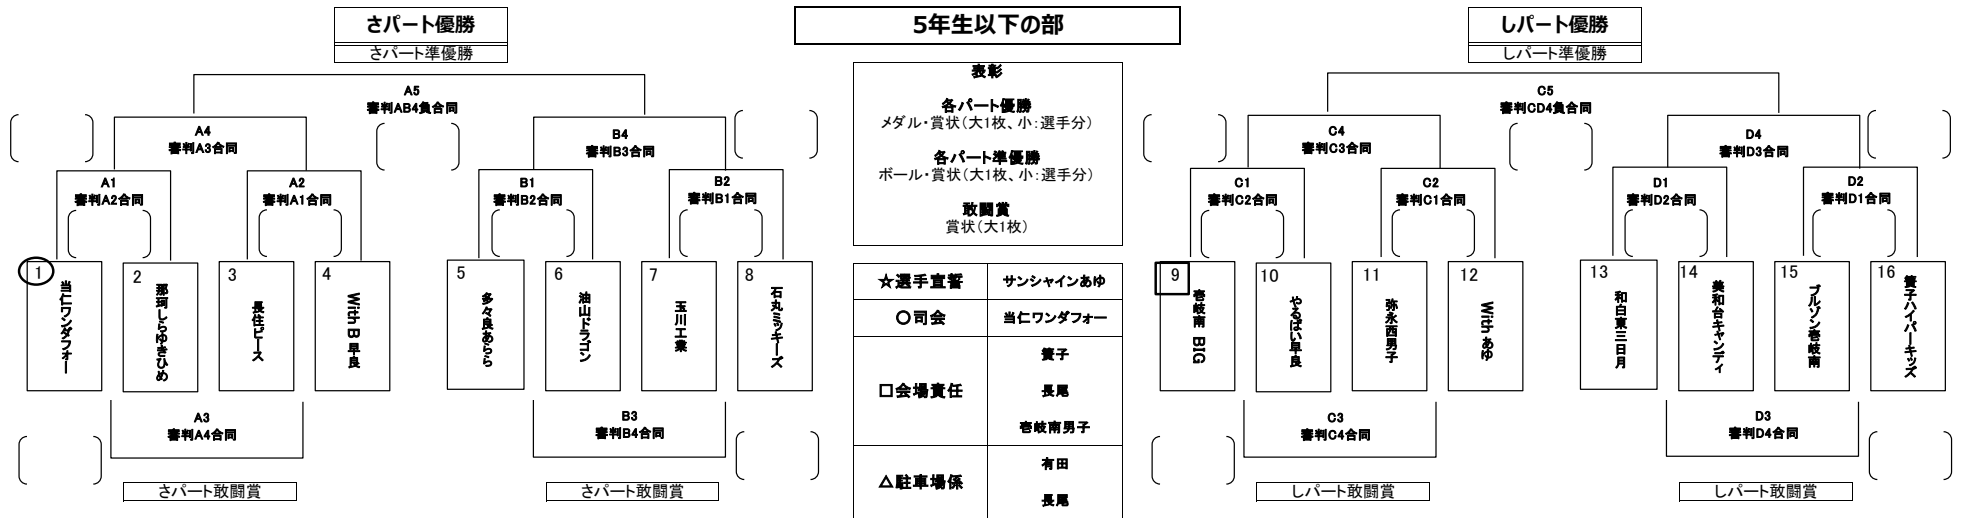 さパート優勝
さパート準優勝
5年生以下の部
しパート優勝
しパート準優勝
A5
審判AB4負合同
A4
審判A3合同
B4
審判B3合同
A1
審判A2合同
A2
審判A1合同
B1
審判B2合同
B2
審判B1合同
1
当仁ワンダフォー
2
那珂しらゆきひめ
3
長住ピース
4
With B 早良
5
多々良あらら
6
油山ドラゴン
7
玉川工業
8
石丸ミッキーズ
A3
審判A4合同
B3
審判B4合同
さパート敢闘賞
さパート敢闘賞
表彰
各パート優勝
メダル・賞状(大1枚、小:選手分)
各パート準優勝
ボール・賞状(大1枚、小:選手分)
敢闘賞
賞状(大1枚)
☆選手宣誓
サンシャインあゆ
〇司会
当仁ワンダフォー
□会場責任
簀子
長尾
壱岐南男子
△駐車場係
有田
長尾
C5
審判CD4負合同
C4
審判C3合同
D4
審判D3合同
C1
審判C2合同
C2
審判C1合同
D1
審判D2合同
D2
審判D1合同
9
壱岐南 BIG
10
やるばい早良
11
弥永西男子
12
With あゆ
13
和白東三日月
14
美和台キャンディ
15
ブルゾン壱岐南
16
簀子ハイパーキッズ
C3
審判C4合同
D3
審判D4合同
しパート敢闘賞
しパート敢闘賞